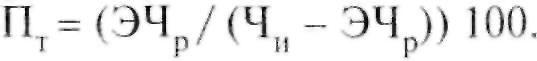 Пт = (ЭЧр / (Чи – ЭЧр)) 100.